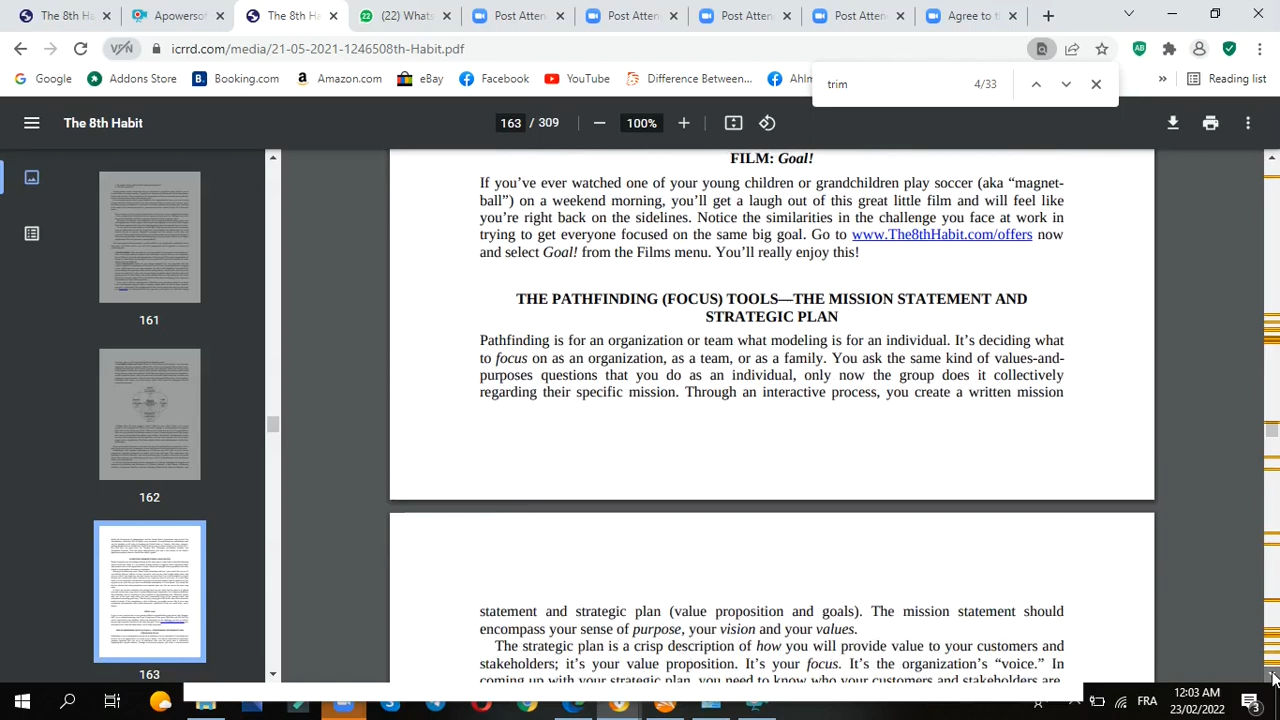 The 8th H
Apowersof
The 8th H
(22) Whats
Post Atten
Post Atten
Post Atten
Post Atten
Agree to t
VPN
icrrd.com/media/21-05-2021-1246508th-Habit.pdf
Google
Addons Store
Booking.com
Amazon.com
eBay
Facebook
YouTube
Difference Between...
Ahlm
»
Reading list
trim
4/33
The 8th Habit
163 / 309
100%
161
162
163
FILM: Goal!
If you’ve ever watched one of your young children or grandchildren play soccer (aka “magnet-
ball”) on a weekend morning, you’ll get a laugh out of this great little film and will feel like
you’re right back on the sidelines. Notice the similarities in the challenge you face at work in
trying to get everyone focused on the same big goal. Go to www.The8thHabit.com/offers now
and select Goal! from the Films menu. You’ll really enjoy this!
THE PATHFINDING (FOCUS) TOOLS—THE MISSION STATEMENT AND
STRATEGIC PLAN
Pathfinding is for an organization or team what modeling is for an individual. It’s deciding what
to focus on as an organization, as a team, or as a family. You ask the same kind of values-and-
purposes questions that you do as an individual, only now the group does it collectively
regarding their specific mission. Through an interactive process, you create a written mission
statement and strategic plan (value proposition and goals). The mission statement should
encompass your sense of purpose, your vision and your values.
The strategic plan is a crisp description of how you will provide value to your customers and
stakeholders; it’s your value proposition. It’s your focus. It’s the organization’s “voice.” In
coming up with your strategic plan, you need to know who your customers and stakeholders are,
FRA
12:03 AM
23/02/2022
3